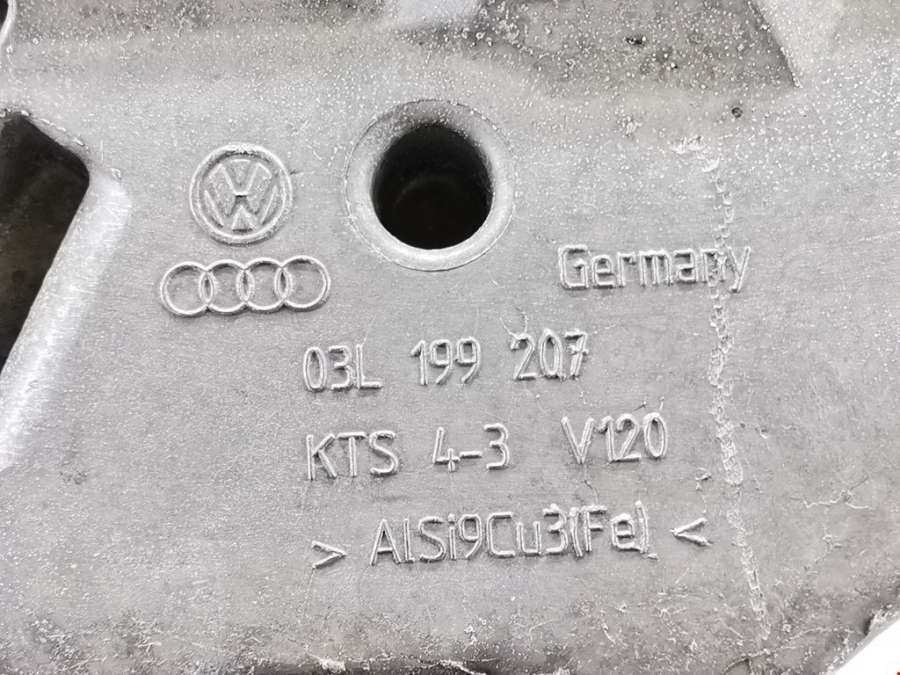 Germany
03L 199 207
KTS 4-3 V120
> AlSi9Cu3(Fe) <